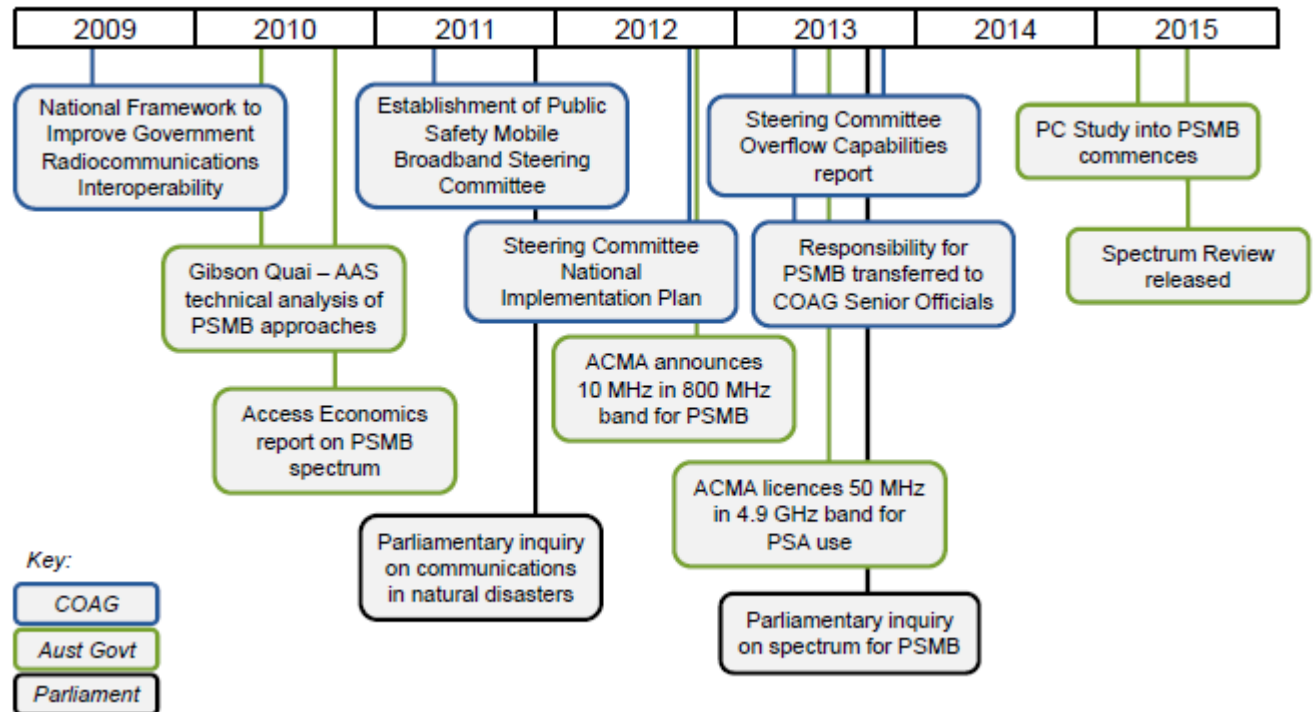 2009
2010
2011
2012
2013
2014
2015
National Framework to
Improve Government
Radiocommunications
Interoperability
Establishment of Public
Safety Mobile
Broadband Steering
Committee
Steering Committee
Overflow Capabilities
report
PC Study into PSMB
commences
Gibson Quai – AAS
technical analysis of
PSMB approaches
Steering Committee
National
Implementation Plan
Responsibility for
PSMB transferred to
COAG Senior Officials
Spectrum Review
released
ACMA announces
10 MHz in 800 MHz
band for PSMB
Access Economics
report on PSMB
spectrum
ACMA licences 50 MHz
in 4.9 GHz band for
PSA use
Parliamentary inquiry
on communications
in natural disasters
Parliamentary inquiry
on spectrum for PSMB
Key:
COAG
Aust Govt
Parliament